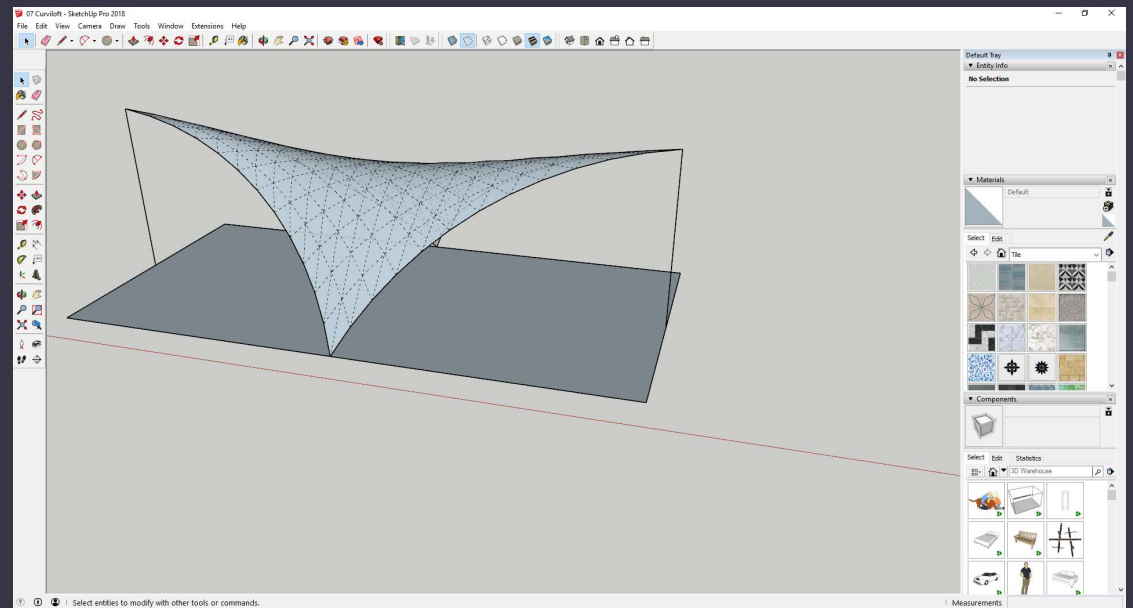 07 Curviloft - SketchUp Pro 2018
File Edit View Camera Draw Tools Window Extensions Help
Default Tray
▼ Entity Info
No Selection
▼ Materials
Default
Select Edit
Tile
▼ Components
Select Edit Statistics
3D Warehouse
Select entities to modify with other tools or commands.
Measurements